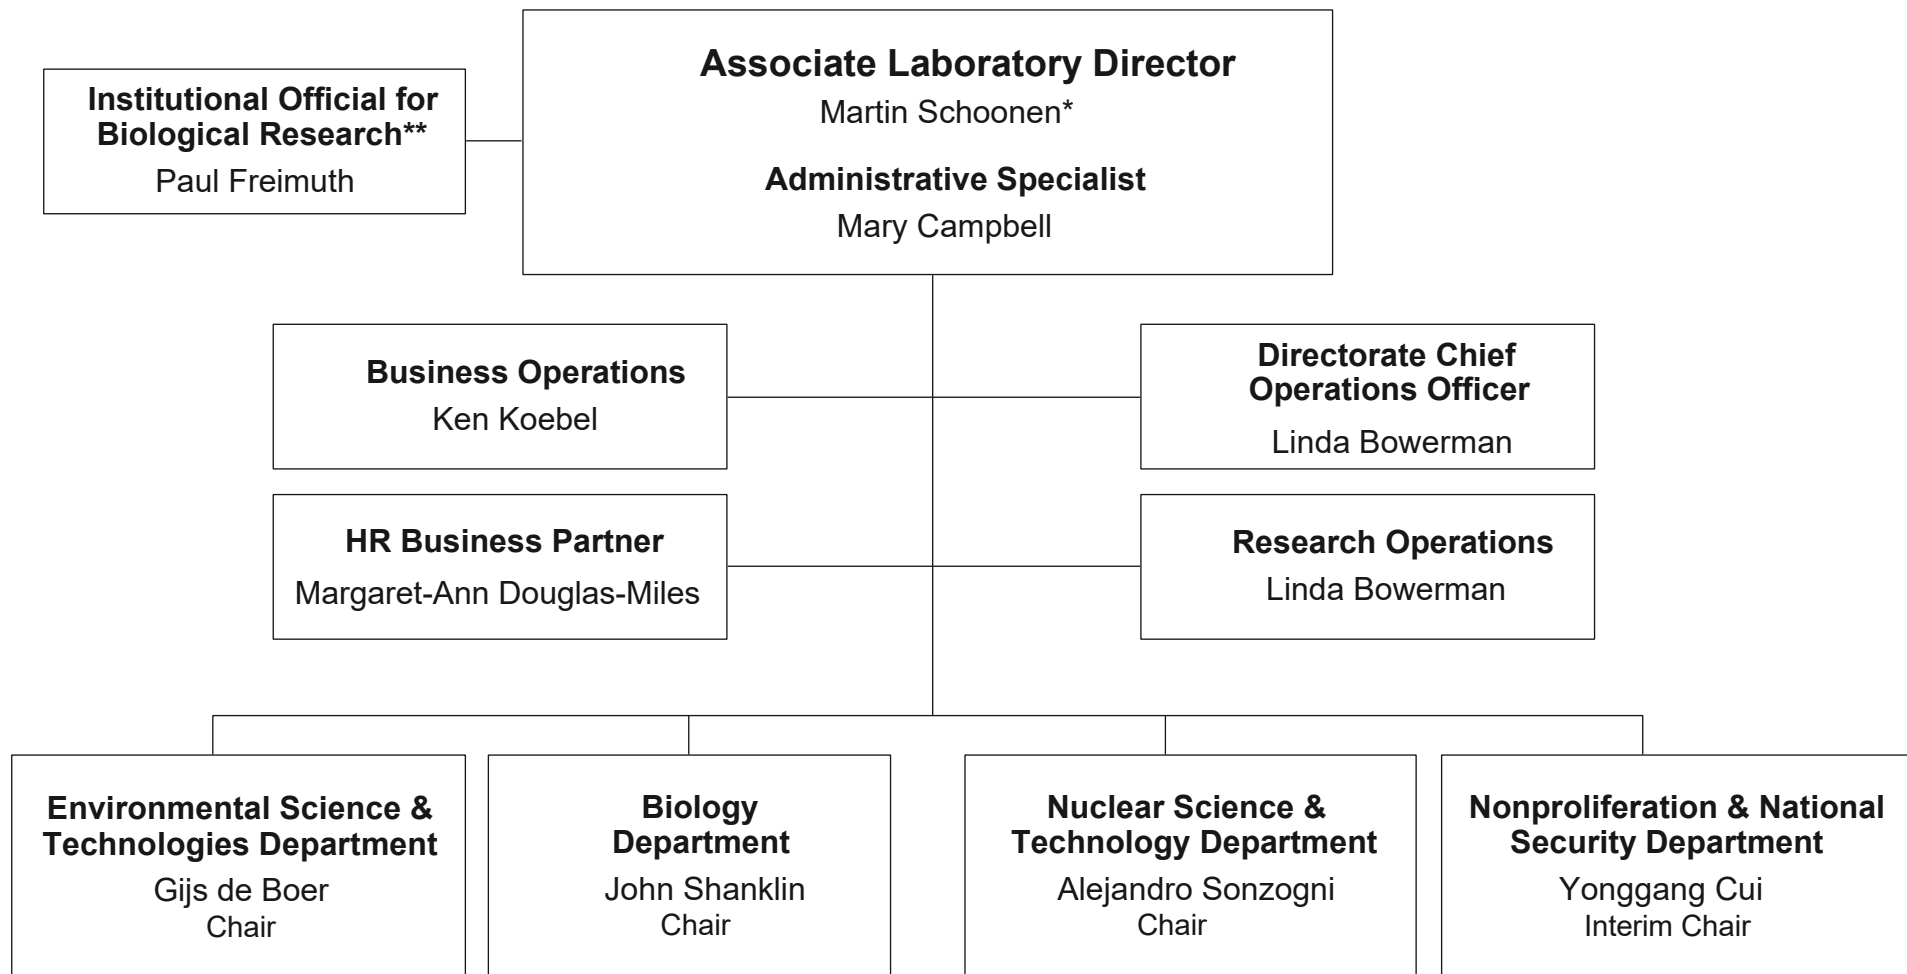 Associate Laboratory Director
Martin Schoonen*
Administrative Specialist
Mary Campbell
Institutional Official for
Biological Research**
Paul Freimuth
Business Operations
Ken Koebel
Directorate Chief
Operations Officer
Linda Bowerman
HR Business Partner
Margaret-Ann Douglas-Miles
Research Operations
Linda Bowerman
Environmental Science &
Technologies Department
Gijs de Boer
Chair
Biology
Department
John Shanklin
Chair
Nuclear Science &
Technology Department
Alejandro Sonzogni
Chair
Nonproliferation & National
Security Department
Yonggang Cui
Interim Chair